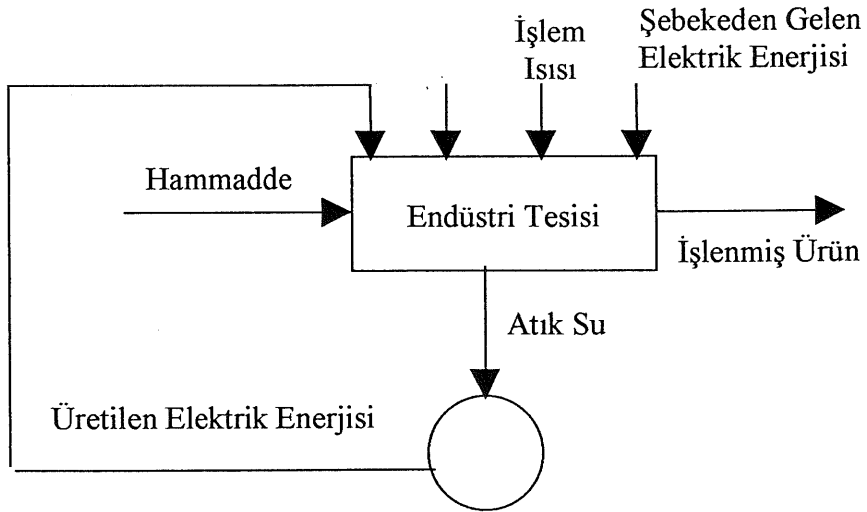 İşlem
Isısı
Şebekeden Gelen
Elektrik Enerjisi
Hammadde
Endüstri Tesisi
İşlenmiş Ürün
Atık Su
Üretilen Elektrik Enerjisi